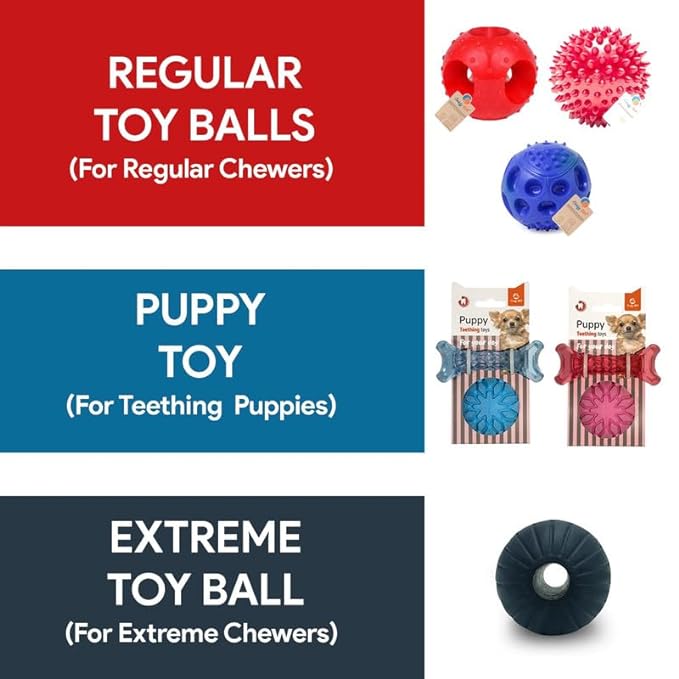 REGULAR
TOY BALLS
(For Regular Chewers)
PUPPY
TOY
(For Teething Puppies)
Puppy
Teething toys
Puppy
Teething toys
EXTREME
TOY BALL
(For Extreme Chewers)